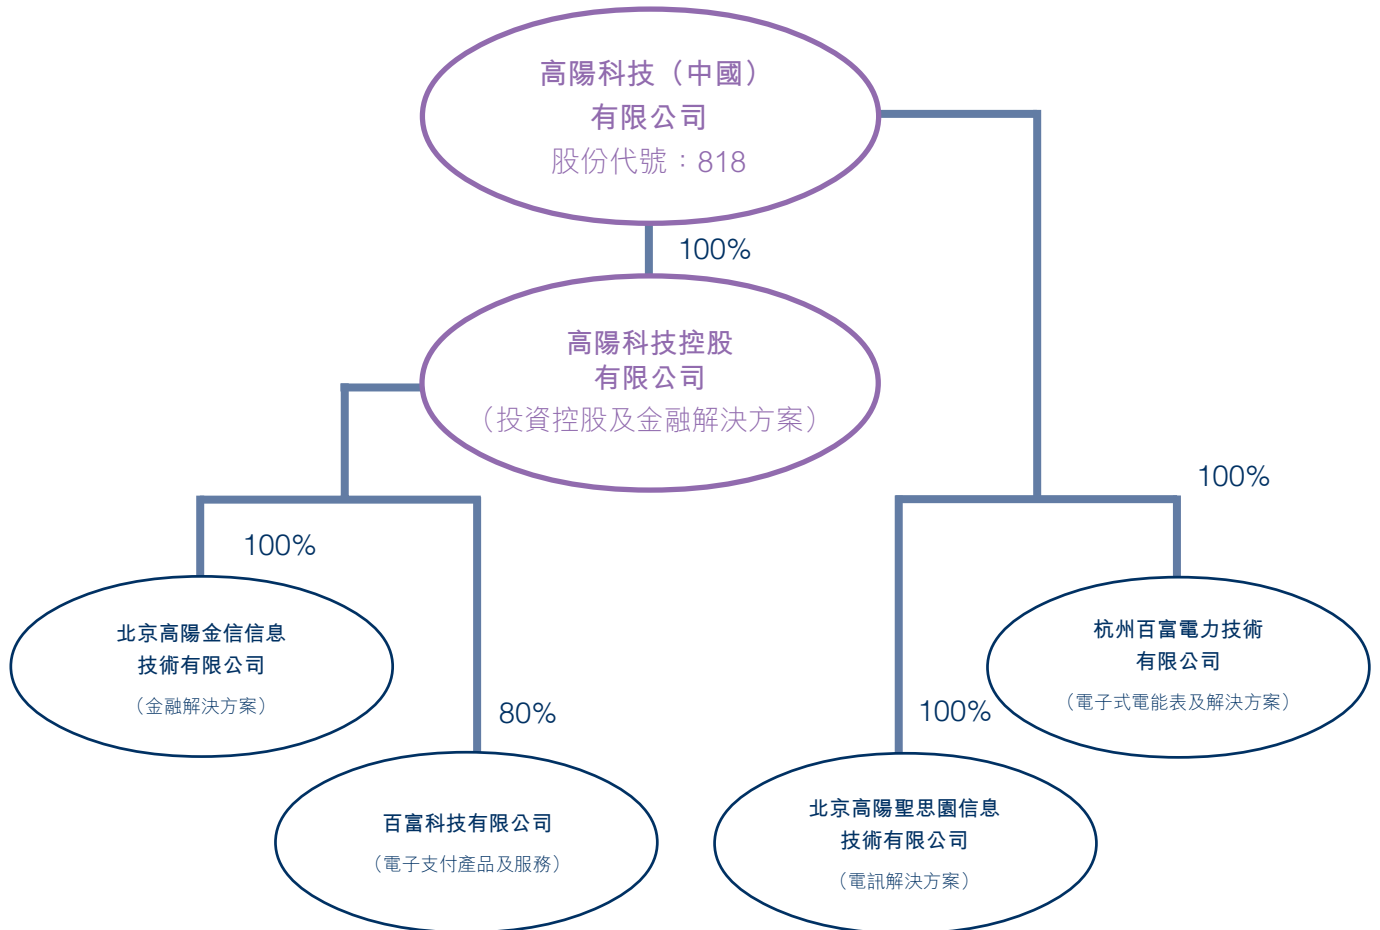 高陽科技（中國）
有限公司
股份代號：818
100%
高陽科技控股
有限公司
（投資控股及金融解決方案）
100%
100%
北京高陽金信信息
技術有限公司
（金融解決方案）
杭州百富電力技術
有限公司
（電子式電能表及解決方案）
80%
100%
百富科技有限公司
（電子支付產品及服務）
北京高陽聖思園信息
技術有限公司
（電訊解決方案）